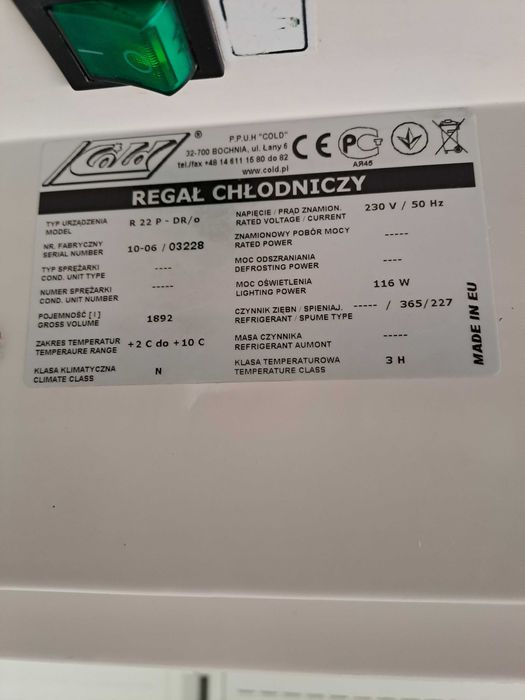 Cold ®
P.P.U.H "COLD"
32-700 BOCHNIA, ul. Łany 6
tel./fax +48 14 611 15 80 do 82
www.cold.pl
CE
PC
АЯ45
REGAŁ CHŁODNICZY
TYP URZĄDZENIA
MODEL
R 22 P - DR/o
NR. FABRYCZNY
SERIAL NUMBER
10-06 / 03228
TYP SPRĘŻARKI
COND. UNIT TYPE
----
NUMER SPRĘŻARKI
COND. UNIT NUMBER
-----
POJEMNOŚĆ [l]
GROSS VOLUME
1892
ZAKRES TEMPERATUR
TEMPERAURE RANGE
+2 C do +10 C
KLASA KLIMATYCZNA
CLIMATE CLASS
N
NAPIĘCIE / PRĄD ZNAMION.
RATED VOLTAGE / CURRENT
230 V / 50 Hz
ZNAMIONOWY POBÓR MOCY
RATED POWER
-----
MOC ODSZRANIANIA
DEFROSTING POWER
-----
MOC OŚWIETLENIA
LIGHTING POWER
116 W
CZYNNIK ZIĘBN / SPIENIAJ.
REFRIGERANT / SPUME TYPE
----- / 365/227
MASA CZYNNIKA
REFRIGERANT AUMONT
-----
KLASA TEMPERATUROWA
TEMPERATURE CLASS
3 H
MADE IN EU